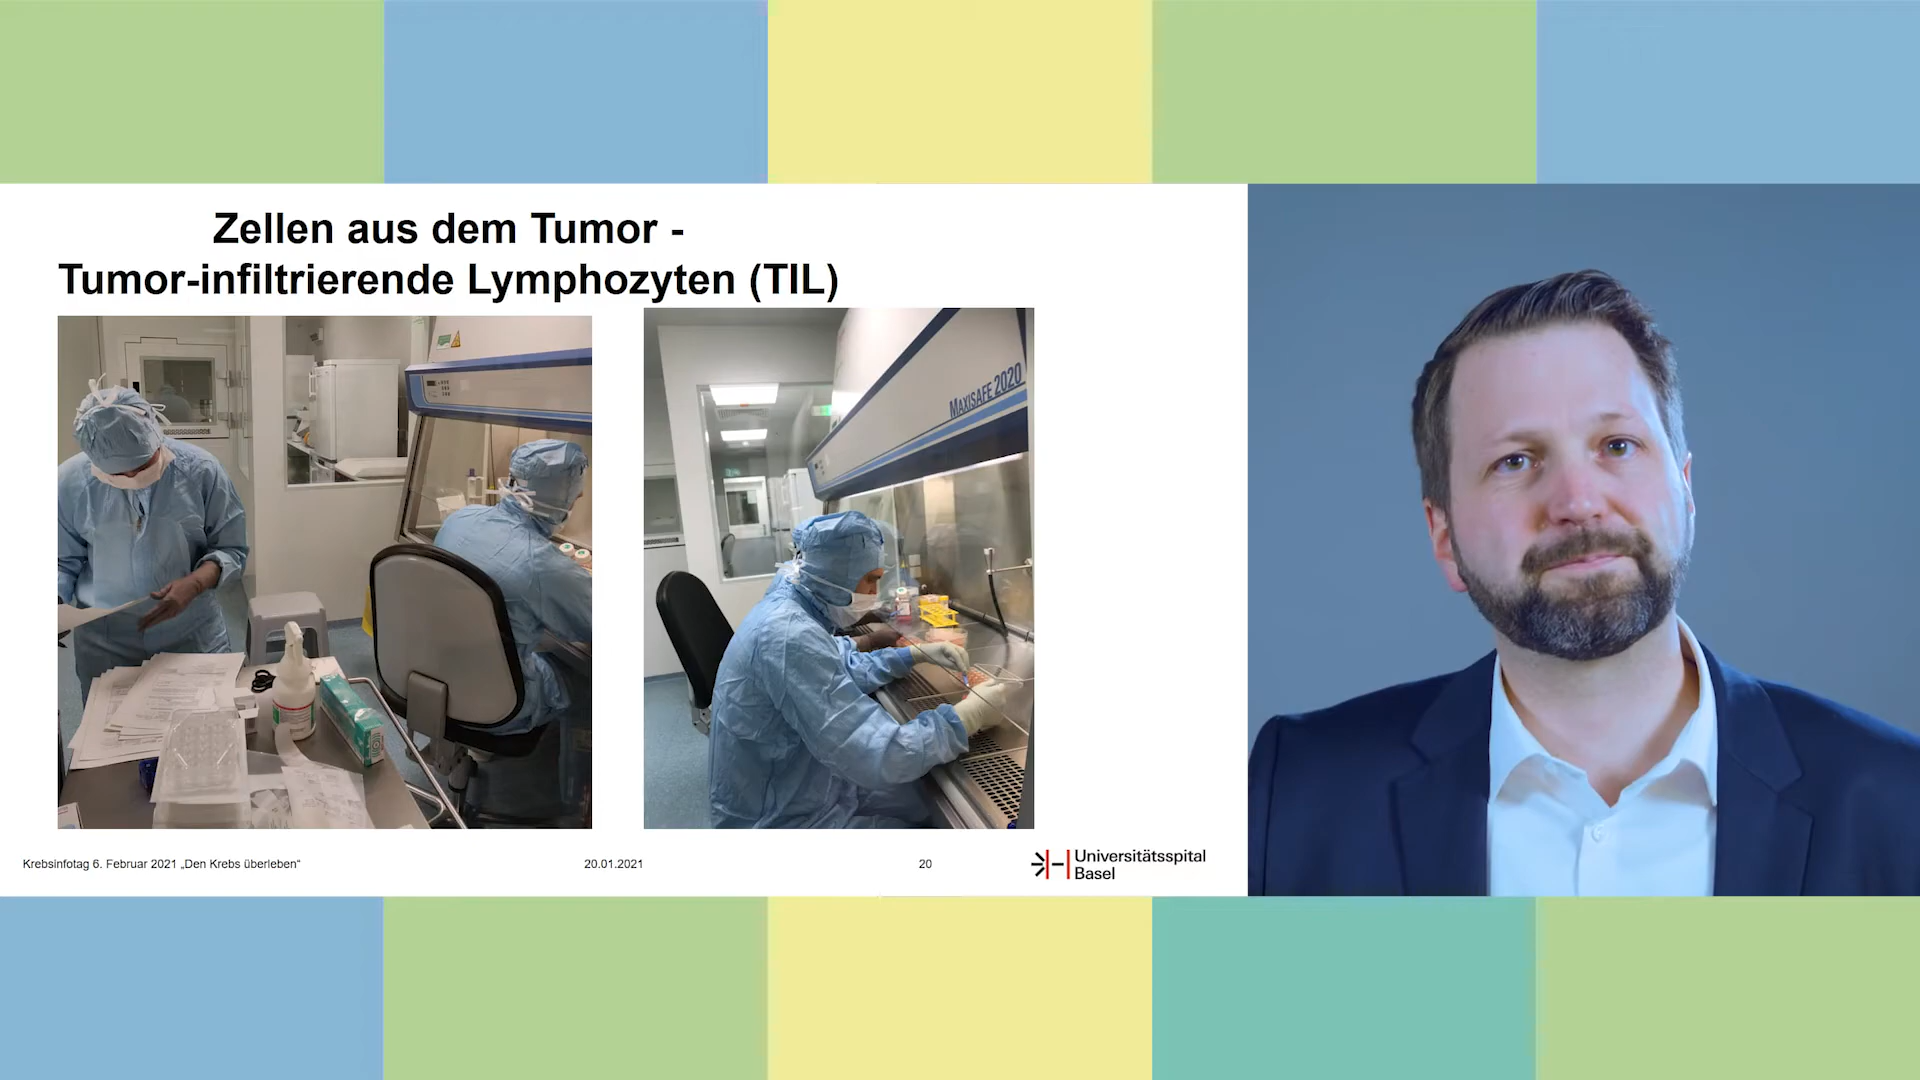 Zellen aus dem Tumor -
Tumor-infiltrierende Lymphozyten (TIL)
MAXISAFE 2020
Krebsinfotag 6. Februar 2021 „Den Krebs überleben“
20.01.2021
20
Universitätsspital
Basel